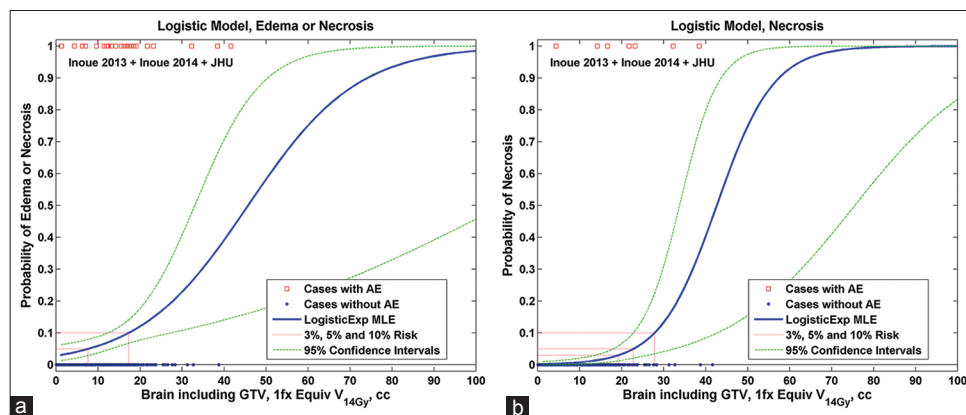 Logistic Model, Edema or Necrosis
Probability of Edema or Necrosis
1
0.9
0.8
0.7
0.6
0.5
0.4
0.3
0.2
0.1
0
Inoue 2013 + Inoue 2014 + JHU
Cases with AE
Cases without AE
LogisticExp MLE
3%, 5% and 10% Risk
95% Confidence Intervals
0 10 20 30 40 50 60 70 80 90 100
Brain including GTV, 1fx Equiv V14Gy, cc
a
Logistic Model, Necrosis
Probability of Necrosis
1
0.9
0.8
0.7
0.6
0.5
0.4
0.3
0.2
0.1
0
Inoue 2013 + Inoue 2014 + JHU
Cases with AE
Cases without AE
LogisticExp MLE
3%, 5% and 10% Risk
95% Confidence Intervals
0 10 20 30 40 50 60 70 80 90 100
Brain including GTV, 1fx Equiv V14Gy, cc
b